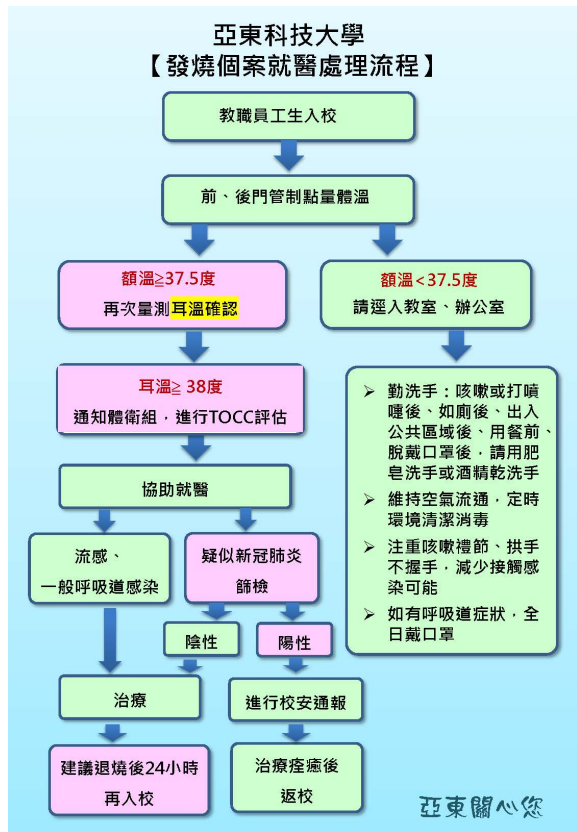 亞東科技大學
【發燒個案就醫處理流程】
教職員工生入校
前、後門管制點量體溫
額溫≧37.5度
再次量測耳溫確認
額溫<37.5度
請逕入教室、辦公室
耳溫≧ 38度
通知體衛組，進行TOCC評估
➢ 勤洗手：咳嗽或打噴
嚏後、如廁後、出入
公共區域後、用餐前、
脫戴口罩後，請用肥
皂洗手或酒精乾洗手
➢ 維持空氣流通，定時
環境清潔消毒
➢ 注重咳嗽禮節、拱手
不握手，減少接觸感
染可能
➢ 如有呼吸道症狀，全
日戴口罩
協助就醫
流感、
一般呼吸道感染
疑似新冠肺炎
篩檢
陰性
陽性
治療
進行校安通報
建議退燒後24小時
再入校
治療痊癒後
返校
亞東關心您